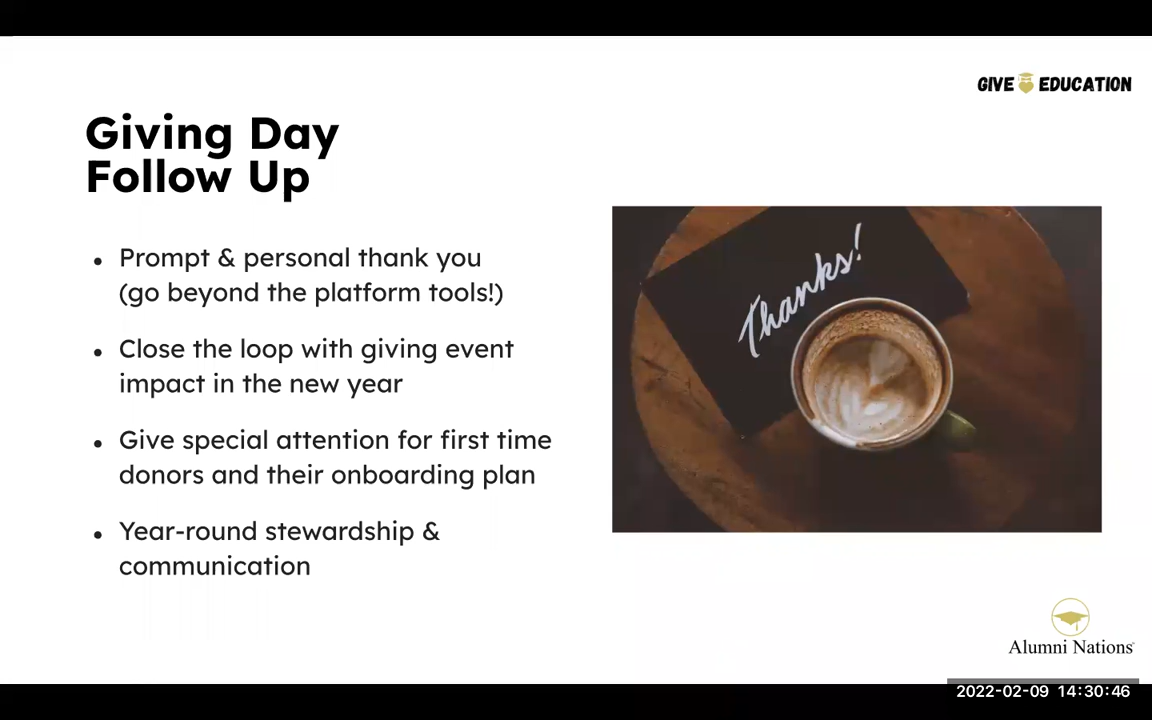 GIVE EDUCATION
Giving Day
Follow Up
• Prompt & personal thank you
(go beyond the platform tools!)
• Close the loop with giving event
impact in the new year
• Give special attention for first time
donors and their onboarding plan
• Year-round stewardship &
communication
Thanks!
Alumni Nations
2022-02-09 14:30:46